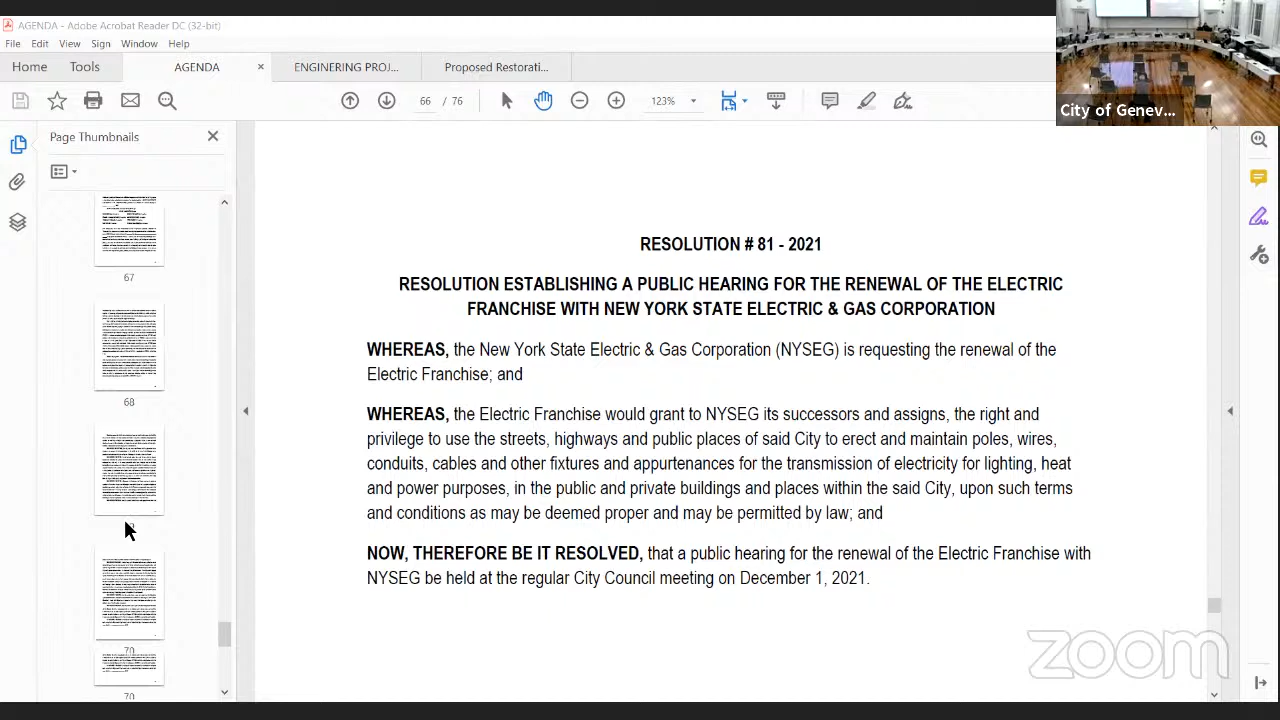 AGENDA - Adobe Acrobat Reader DC (32-bit)
File Edit View Sign Window Help
Home Tools AGENDA × ENGINERING PROJ... Proposed Restorati...
66 / 76 123%
City of Genev...
Page Thumbnails
67
68
70
70
RESOLUTION # 81 - 2021
RESOLUTION ESTABLISHING A PUBLIC HEARING FOR THE RENEWAL OF THE ELECTRIC
FRANCHISE WITH NEW YORK STATE ELECTRIC & GAS CORPORATION
WHEREAS, the New York State Electric & Gas Corporation (NYSEG) is requesting the renewal of the
Electric Franchise; and
WHEREAS, the Electric Franchise would grant to NYSEG its successors and assigns, the right and
privilege to use the streets, highways and public places of said City to erect and maintain poles, wires,
conduits, cables and other fixtures and appurtenances for the transmission of electricity for lighting, heat
and power purposes, in the public and private buildings and places within the said City, upon such terms
and conditions as may be deemed proper and may be permitted by law; and
NOW, THEREFORE BE IT RESOLVED, that a public hearing for the renewal of the Electric Franchise with
NYSEG be held at the regular City Council meeting on December 1, 2021.
zoom